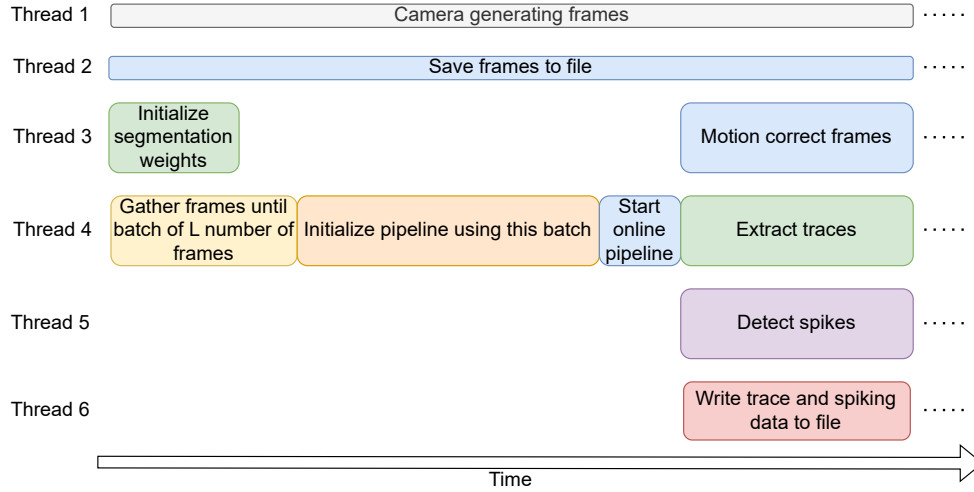 Thread 1
Camera generating frames
.....
Thread 2
Save frames to file
.....
Thread 3
Initialize
segmentation
weights
Motion correct frames
.....
Thread 4
Gather frames until
batch of L number of
frames
Initialize pipeline using this batch
Start
online
pipeline
Extract traces
.....
Thread 5
Detect spikes
.....
Thread 6
Write trace and spiking
data to file
.....
Time